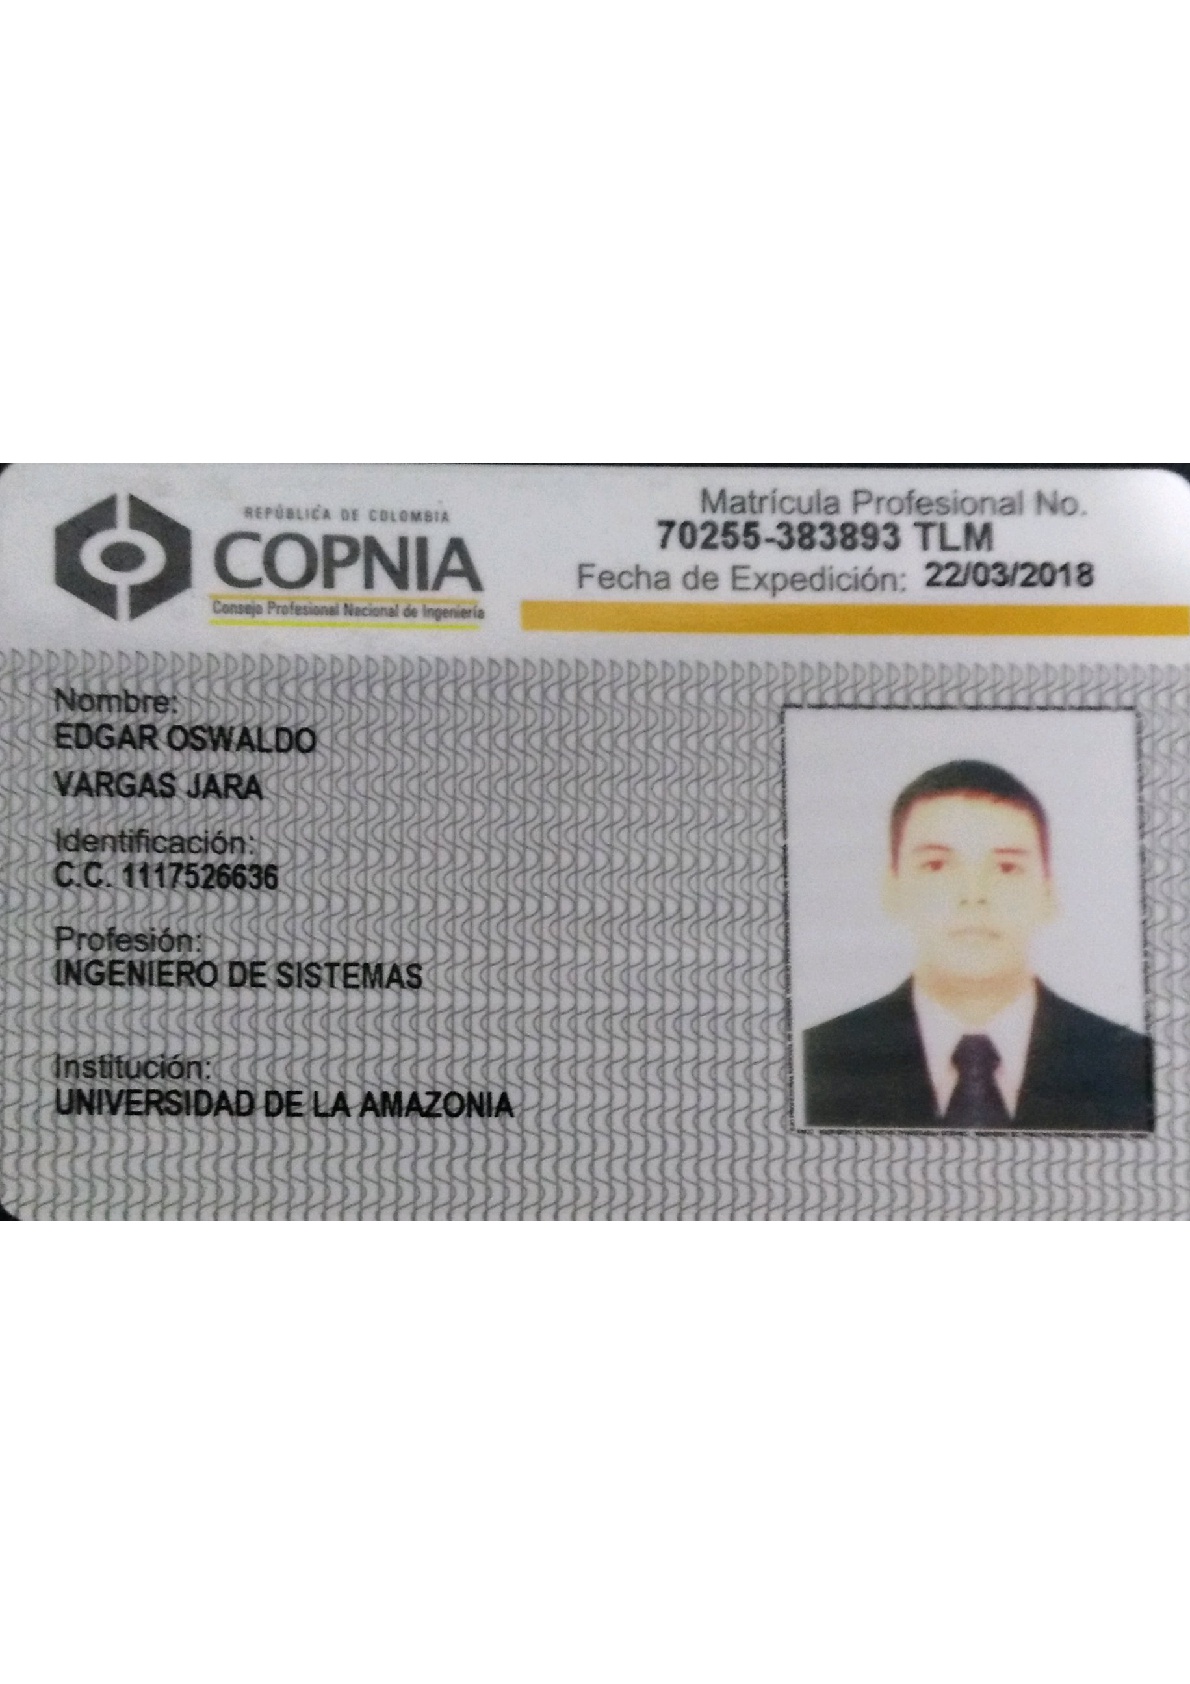 REPÚBLICA DE COLOMBIA
COPNIA
Consejo Profesional Nacional de Ingeniería
Matrícula Profesional No.
70255-383893 TLM
Fecha de Expedición: 22/03/2018
Nombre:
EDGAR OSWALDO
VARGAS JARA
Identificación:
C.C. 1117526636
Profesión:
INGENIERO DE SISTEMAS
Institución:
UNIVERSIDAD DE LA AMAZONIA